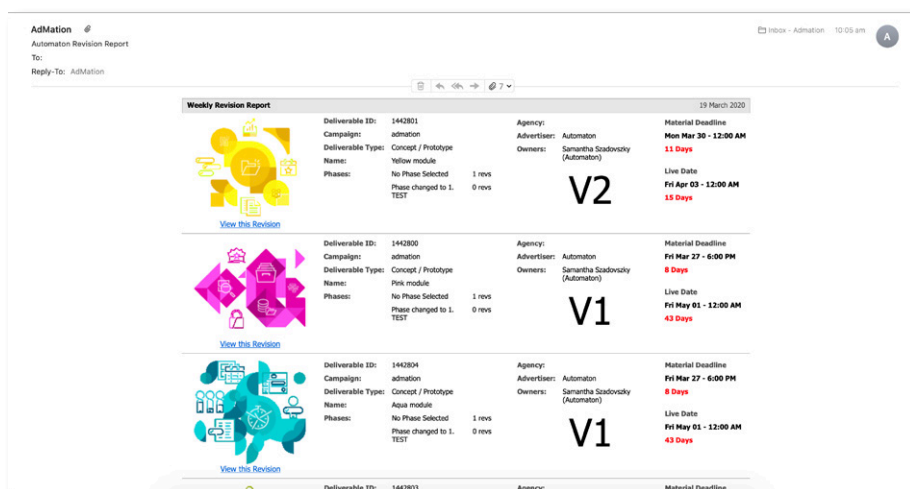 AdMation
Inbox - Admation 10:05 am
A
Automaton Revision Report
To:
Reply-To: AdMation
7
Weekly Revision Report 19 March 2020
Deliverable ID: 1442801 Agency: Material Deadline
Campaign: admation Advertiser: Automaton Mon Mar 30 - 12:00 AM
Deliverable Type: Concept / Prototype Owners: Samantha Szadovszky (Automaton) 11 Days
Name: Yellow module
Phases: No Phase Selected 1 revs V2 Live Date
Phase changed to 1. TEST 0 revs Fri Apr 03 - 12:00 AM
15 Days
View this Revision
Deliverable ID: 1442800 Agency: Material Deadline
Campaign: admation Advertiser: Automaton Fri Mar 27 - 6:00 PM
Deliverable Type: Concept / Prototype Owners: Samantha Szadovszky (Automaton) 8 Days
Name: Pink module
Phases: No Phase Selected 1 revs V1 Live Date
Phase changed to 1. TEST 0 revs Fri May 01 - 12:00 AM
43 Days
View this Revision
Deliverable ID: 1442804 Agency: Material Deadline
Campaign: admation Advertiser: Automaton Fri Mar 27 - 6:00 PM
Deliverable Type: Concept / Prototype Owners: Samantha Szadovszky (Automaton) 8 Days
Name: Aqua module
Phases: No Phase Selected 1 revs V1 Live Date
Phase changed to 1. TEST 0 revs Fri May 01 - 12:00 AM
43 Days
View this Revision
Deliverable ID: 1442803 Agency: Material Deadline